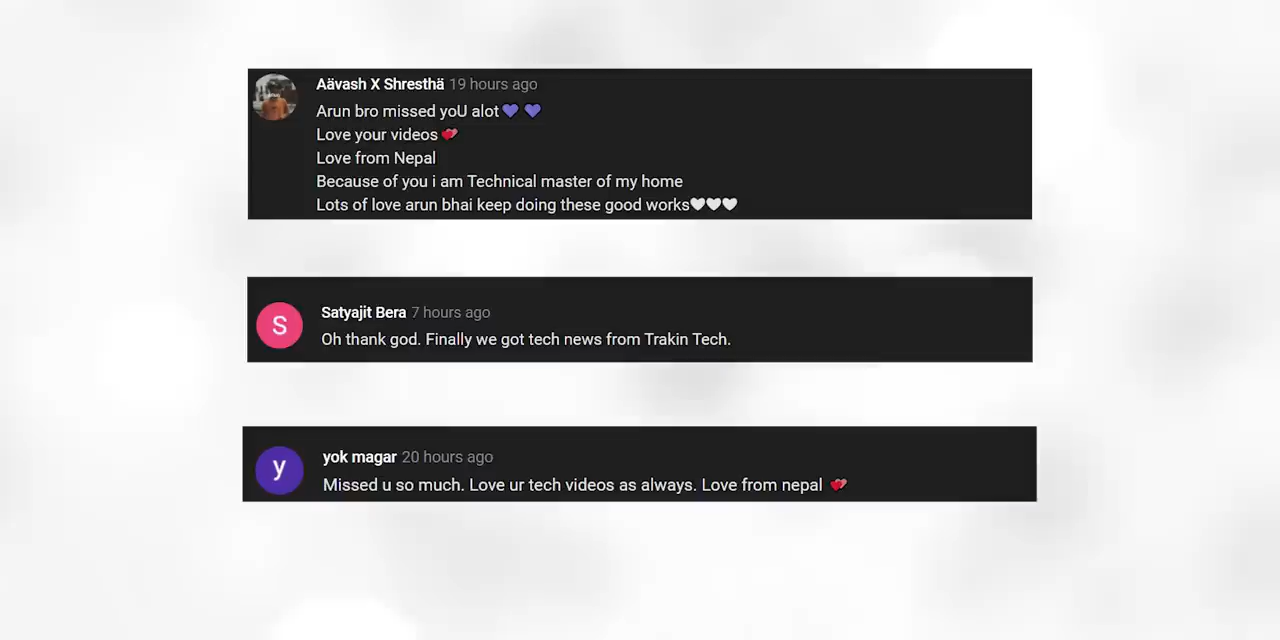 Aävash X Shresthä 19 hours ago
Arun bro missed yoU alot💜 💜
Love your videos💕
Love from Nepal
Because of you i am Technical master of my home
Lots of love arun bhai keep doing these good works🤍🤍🤍
S
Satyajit Bera 7 hours ago
Oh thank god. Finally we got tech news from Trakin Tech.
y
yok magar 20 hours ago
Missed u so much. Love ur tech videos as always. Love from nepal 💕